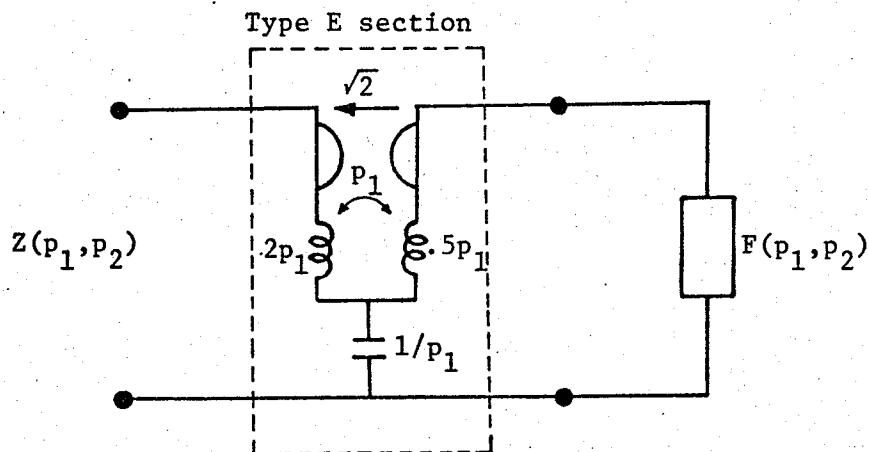 Type E section
√2
p₁
Z(p₁,p₂)
.2p₁
.5p₁
F(p₁,p₂)
1/p₁